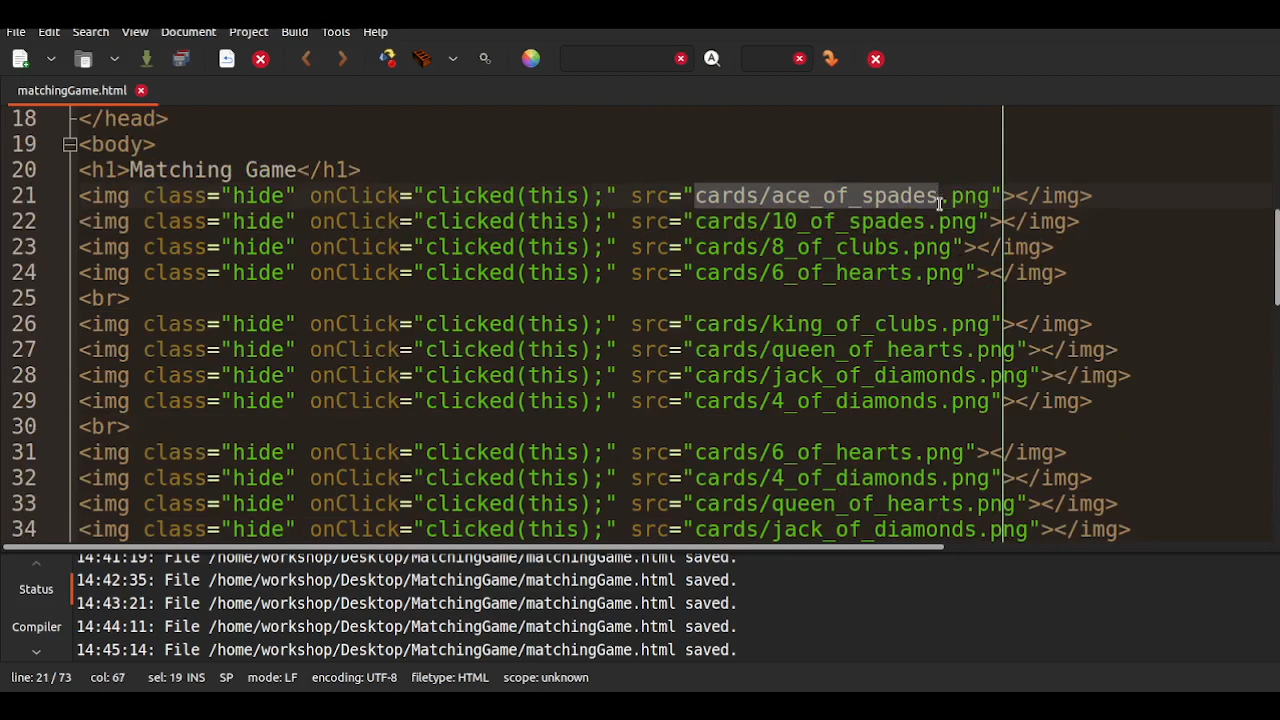 File Edit Search View Document Project Build Tools Help
matchingGame.html
18 </head>
19 <body>
20 <h1>Matching Game</h1>
21 <img class="hide" onClick="clicked(this);" src="cards/ace_of_spades.png"></img>
22 <img class="hide" onClick="clicked(this);" src="cards/10_of_spades.png"></img>
23 <img class="hide" onClick="clicked(this);" src="cards/8_of_clubs.png"></img>
24 <img class="hide" onClick="clicked(this);" src="cards/6_of_hearts.png"></img>
25 <br>
26 <img class="hide" onClick="clicked(this);" src="cards/king_of_clubs.png"></img>
27 <img class="hide" onClick="clicked(this);" src="cards/queen_of_hearts.png"></img>
28 <img class="hide" onClick="clicked(this);" src="cards/jack_of_diamonds.png"></img>
29 <img class="hide" onClick="clicked(this);" src="cards/4_of_diamonds.png"></img>
30 <br>
31 <img class="hide" onClick="clicked(this);" src="cards/6_of_hearts.png"></img>
32 <img class="hide" onClick="clicked(this);" src="cards/4_of_diamonds.png"></img>
33 <img class="hide" onClick="clicked(this);" src="cards/queen_of_hearts.png"></img>
34 <img class="hide" onClick="clicked(this);" src="cards/jack_of_diamonds.png"></img>
14:41:19: File /home/workshop/Desktop/MatchingGame/matchingGame.html saved.
Status 14:42:35: File /home/workshop/Desktop/MatchingGame/matchingGame.html saved.
14:43:21: File /home/workshop/Desktop/MatchingGame/matchingGame.html saved.
Compiler 14:44:11: File /home/workshop/Desktop/MatchingGame/matchingGame.html saved.
14:45:14: File /home/workshop/Desktop/MatchingGame/matchingGame.html saved.
line: 21 / 73 col: 67 sel: 19 INS SP mode: LF encoding: UTF-8 filetype: HTML scope: unknown